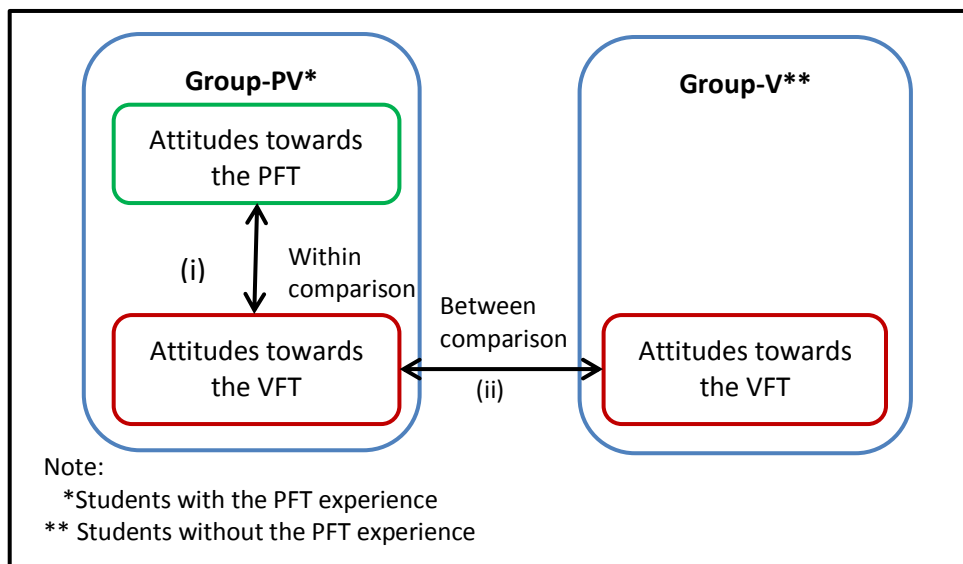 Group-PV*
Attitudes towards
the PFT
(i)
Within
comparison
Attitudes towards
the VFT
Between
comparison
(ii)
Group-V**
Attitudes towards
the VFT
Note:
*Students with the PFT experience
** Students without the PFT experience